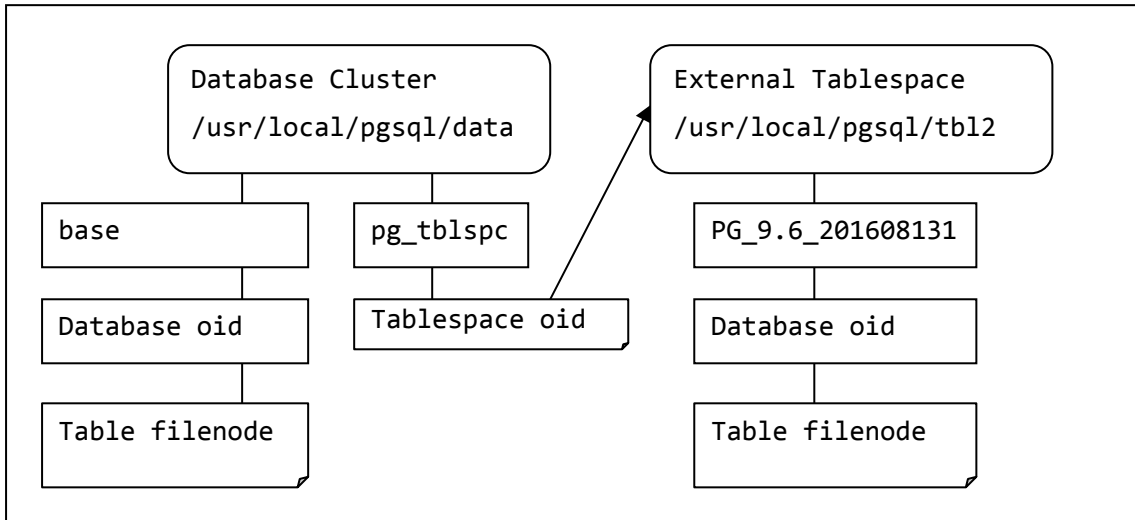 Database Cluster
/usr/local/pgsql/data
External Tablespace
/usr/local/pgsql/tbl2
base
pg_tblspc
PG_9.6_201608131
Database oid
Tablespace oid
Database oid
Table filenode
Table filenode